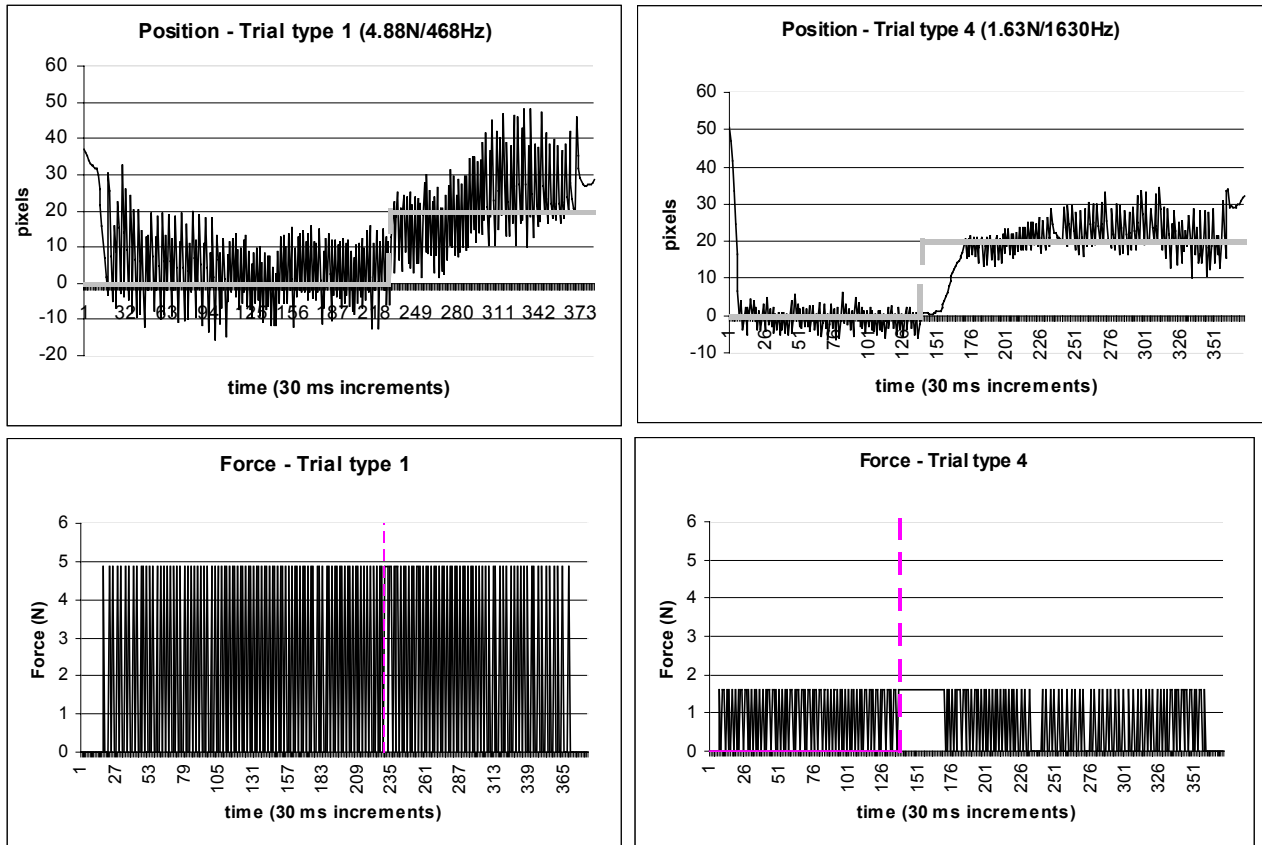 Position - Trial type 1 (4.88N/468Hz)
60
50
40
30
20
10
0
-10
-20
pixels
1 32 63 94 125 156 187 218 249 280 311 342 373
time (30 ms increments)
Position - Trial type 4 (1.63N/1630Hz)
60
50
40
30
20
10
0
-10
pixels
1 26 51 76 101 126 151 176 201 226 251 276 301 326 351
time (30 ms increments)
Force - Trial type 1
6
5
4
3
2
1
0
Force (N)
1 27 53 79 105 131 157 183 209 235 261 287 313 339 365
time (30 ms increments)
Force - Trial type 4
6
5
4
3
2
1
0
Force (N)
1 26 51 76 101 126 151 176 201 226 251 276 301 326 351
time (30 ms increments)